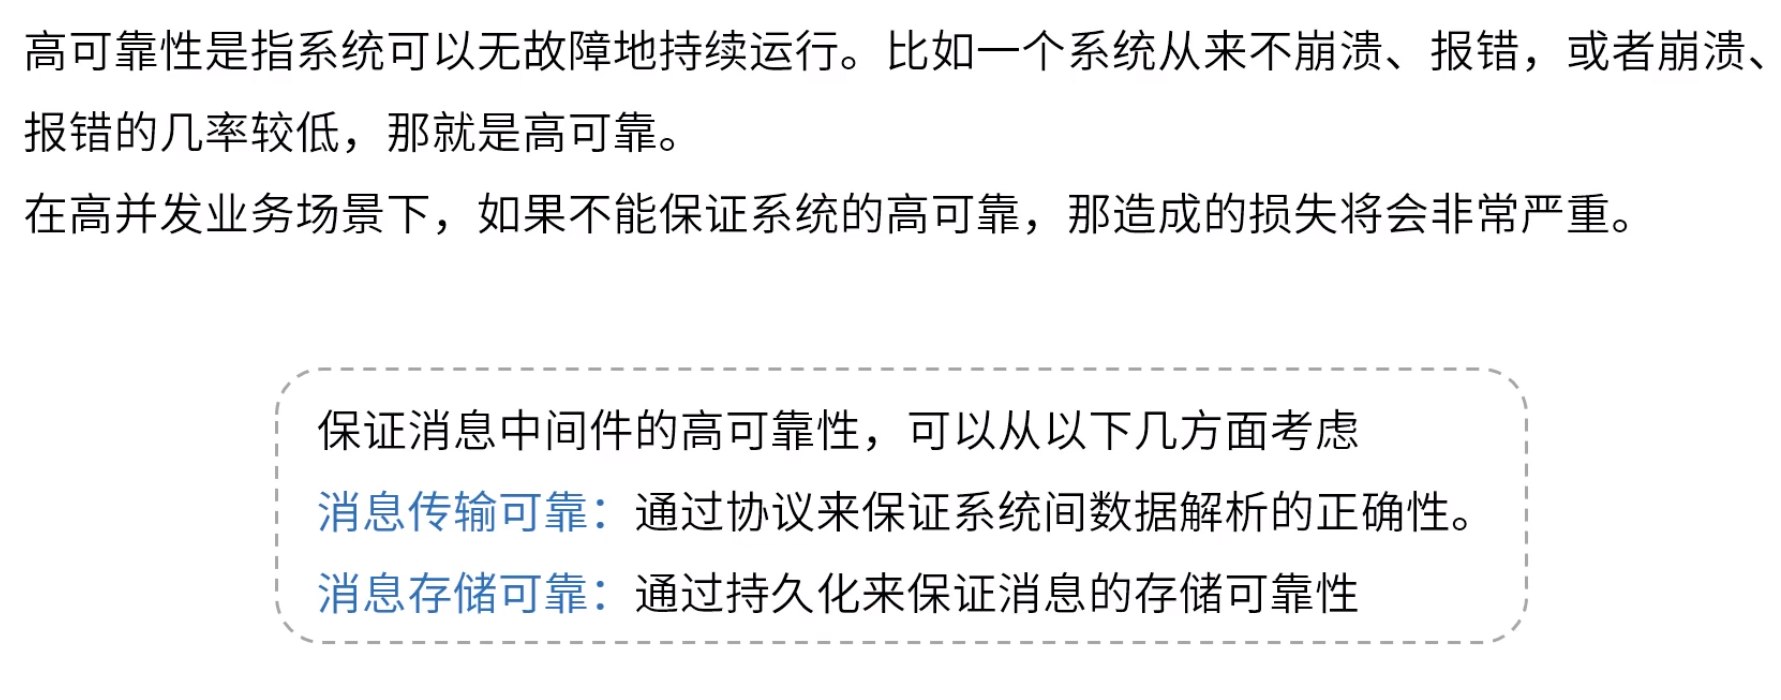 高可靠性是指系统可以无故障地持续运行。比如一个系统从来不崩溃、报错，或者崩溃、
报错的几率较低，那就是高可靠。
在高并发业务场景下，如果不能保证系统的高可靠，那造成的损失将会非常严重。
保证消息中间件的高可靠性，可以从以下几方面考虑
消息传输可靠：通过协议来保证系统间数据解析的正确性。
消息存储可靠：通过持久化来保证消息的存储可靠性